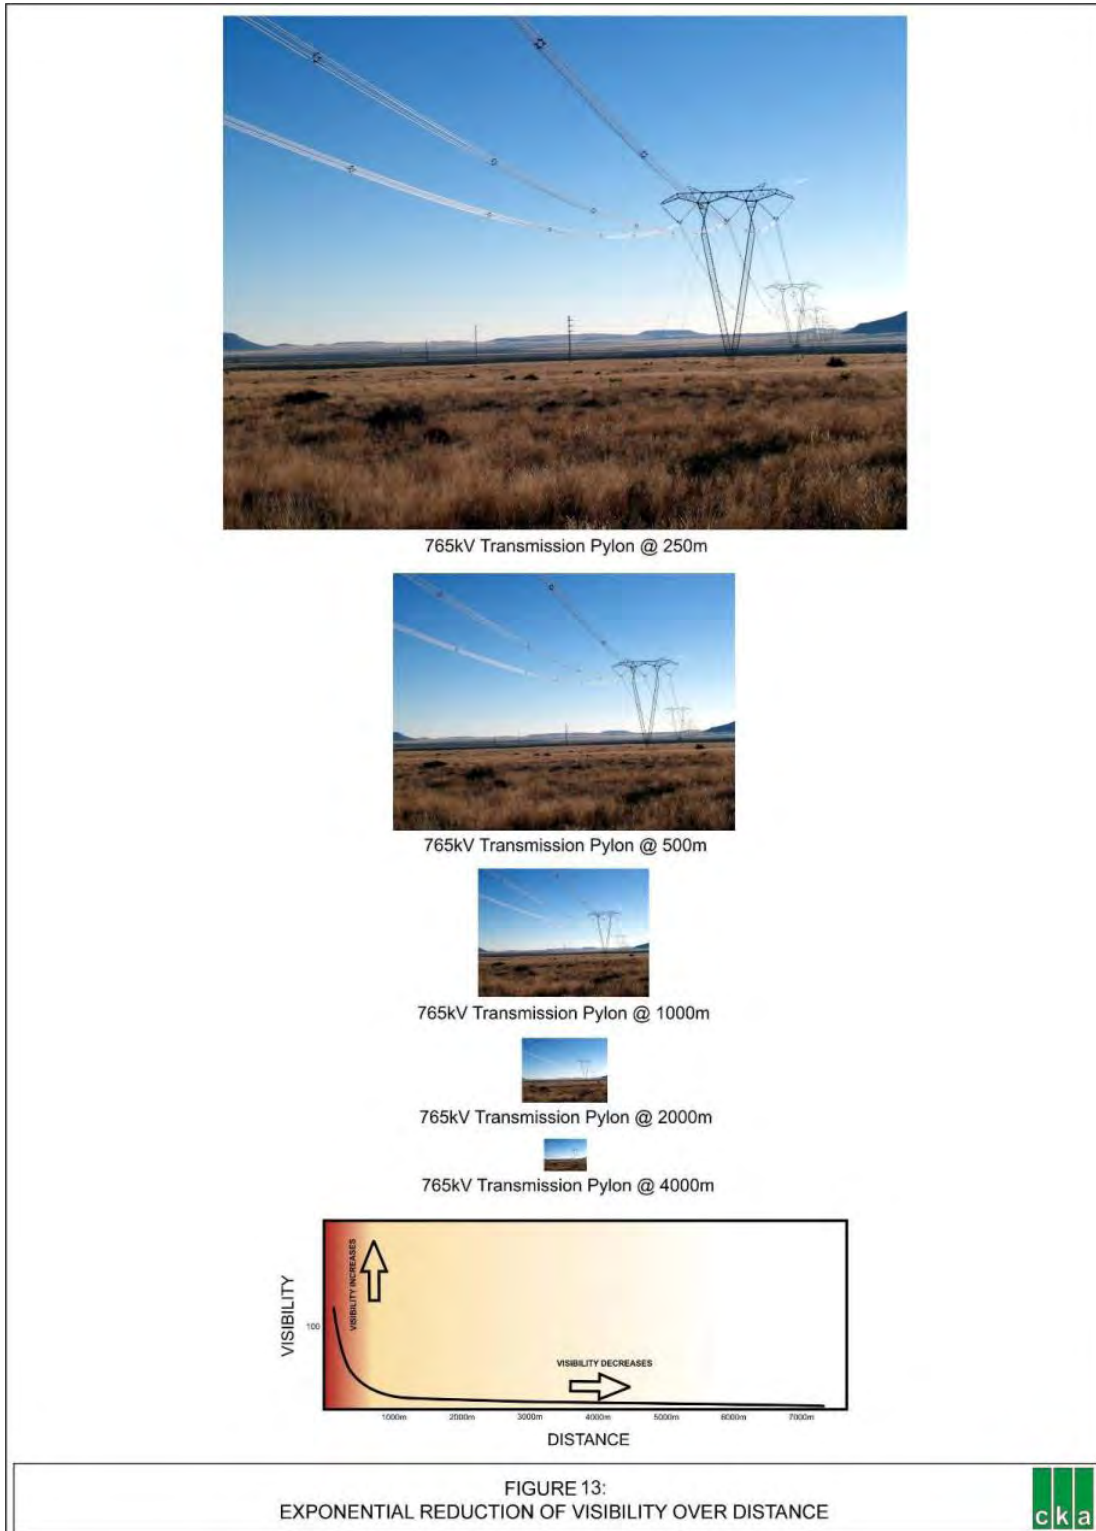 765kV Transmission Pylon @ 250m
765kV Transmission Pylon @ 500m
765kV Transmission Pylon @ 1000m
765kV Transmission Pylon @ 2000m
765kV Transmission Pylon @ 4000m
VISIBILITY
100
VISIBILITY INCREASES
VISIBILITY DECREASES
1000m 2000m 3000m 4000m 5000m 6000m 7000m
DISTANCE
FIGURE 13:
EXPONENTIAL REDUCTION OF VISIBILITY OVER DISTANCE
cka